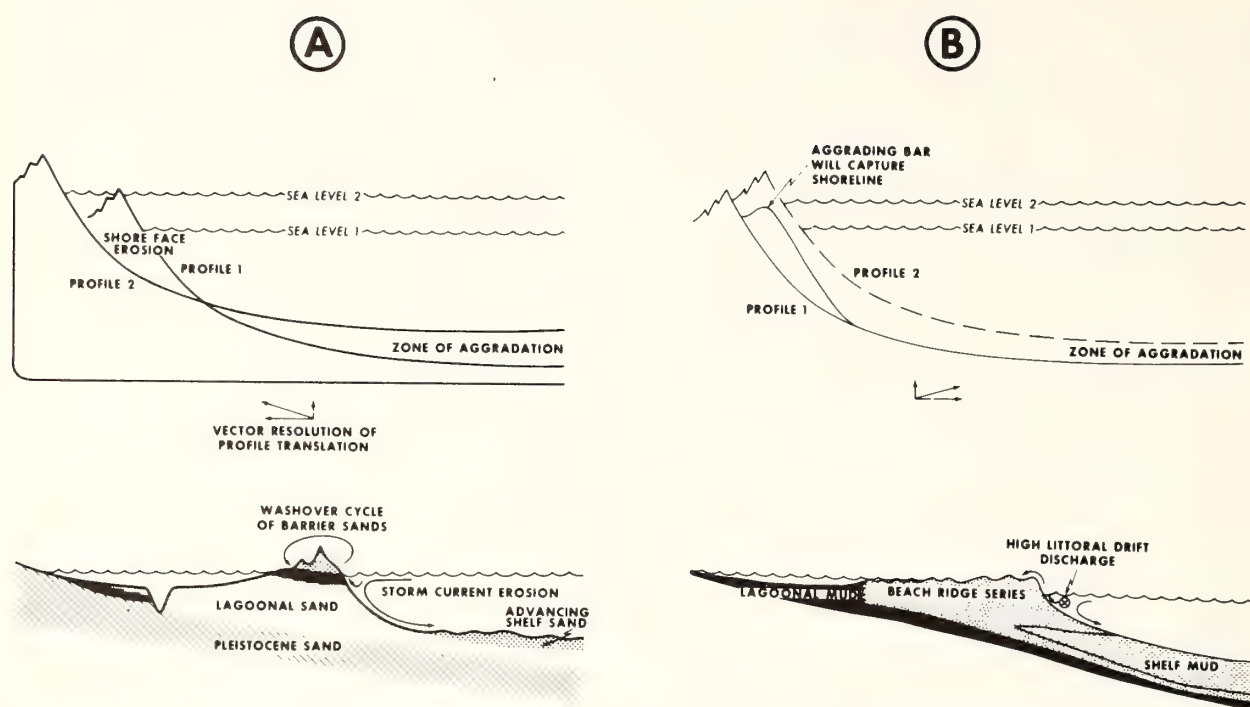 A
SEA LEVEL 2
SEA LEVEL 1
SHORE FACE
EROSION
PROFILE 1
PROFILE 2
ZONE OF AGGRADATION
VECTOR RESOLUTION OF
PROFILE TRANSLATION
WASHOVER CYCLE
OF BARRIER SANDS
STORM CURRENT EROSION
LAGOONAL SAND
ADVANCING
SHELF SAND
PLEISTOCENE SAND
B
AGGRADING BAR
WILL CAPTURE
SHORELINE
SEA LEVEL 2
SEA LEVEL 1
PROFILE 2
PROFILE 1
ZONE OF AGGRADATION
HIGH LITTORAL DRIFT
DISCHARGE
LAGOONAL MUD
BEACH RIDGE SERIES
SHELF MUD